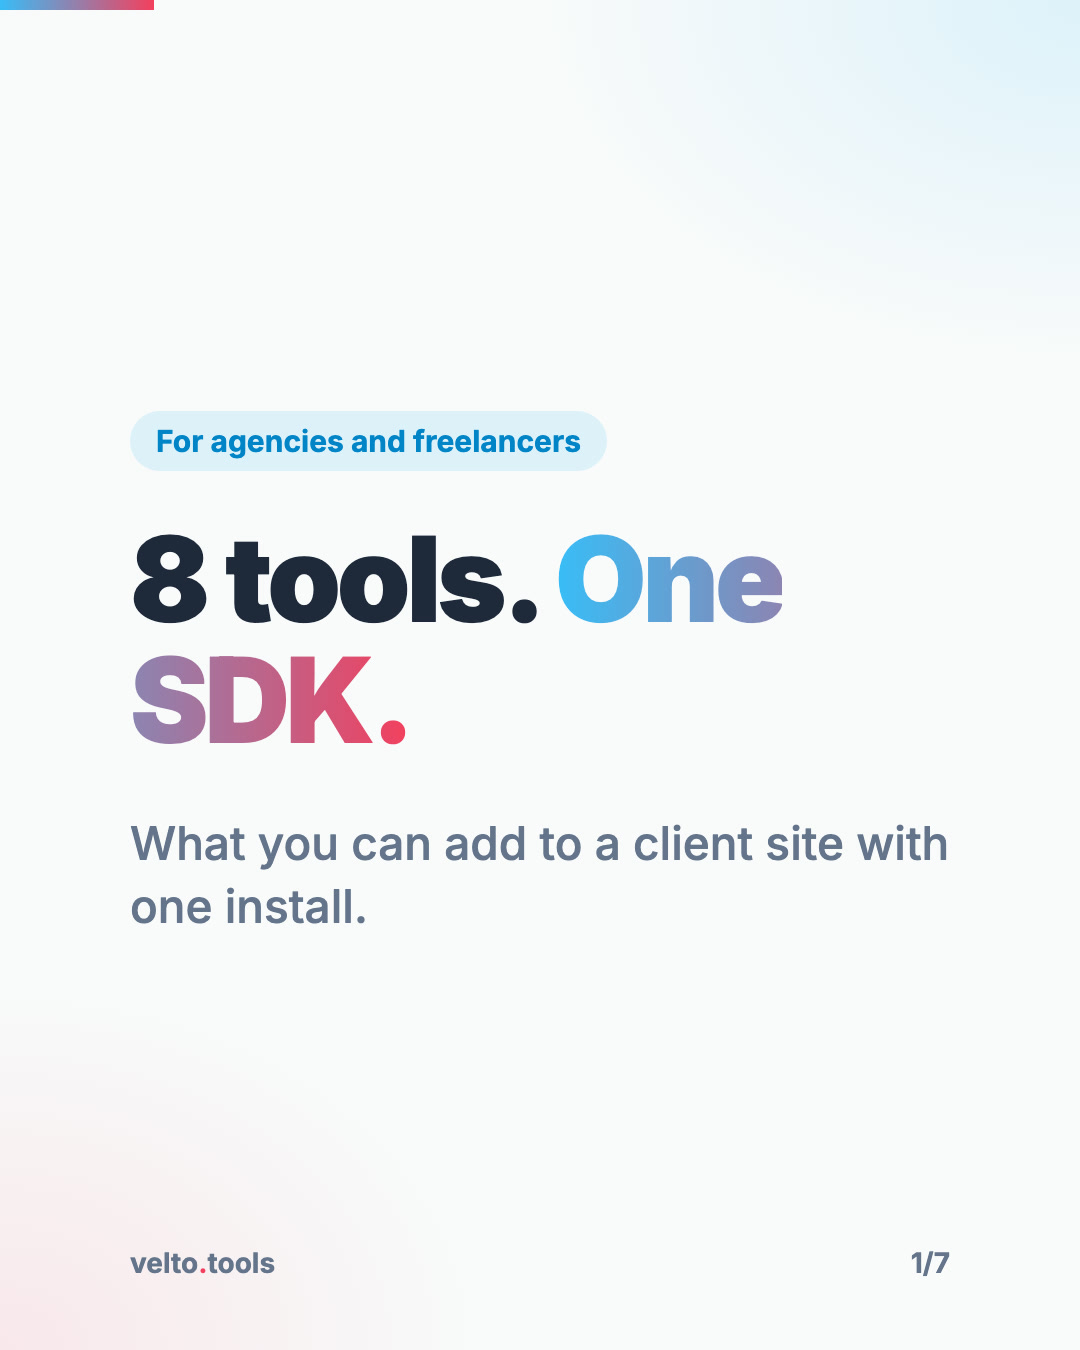 For agencies and freelancers
8 tools. One
SDK.
What you can add to a client site with
one install.
velto.tools
1/7